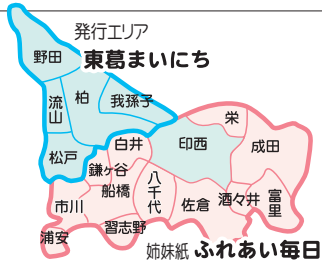 発行エリア
東葛まいにち
野田
流山
柏
我孫子
松戸
白井
印西
栄
成田
鎌ヶ谷
船橋
八千代
佐倉
酒々井
富里
市川
習志野
浦安
姉妹紙 ふれあい毎日